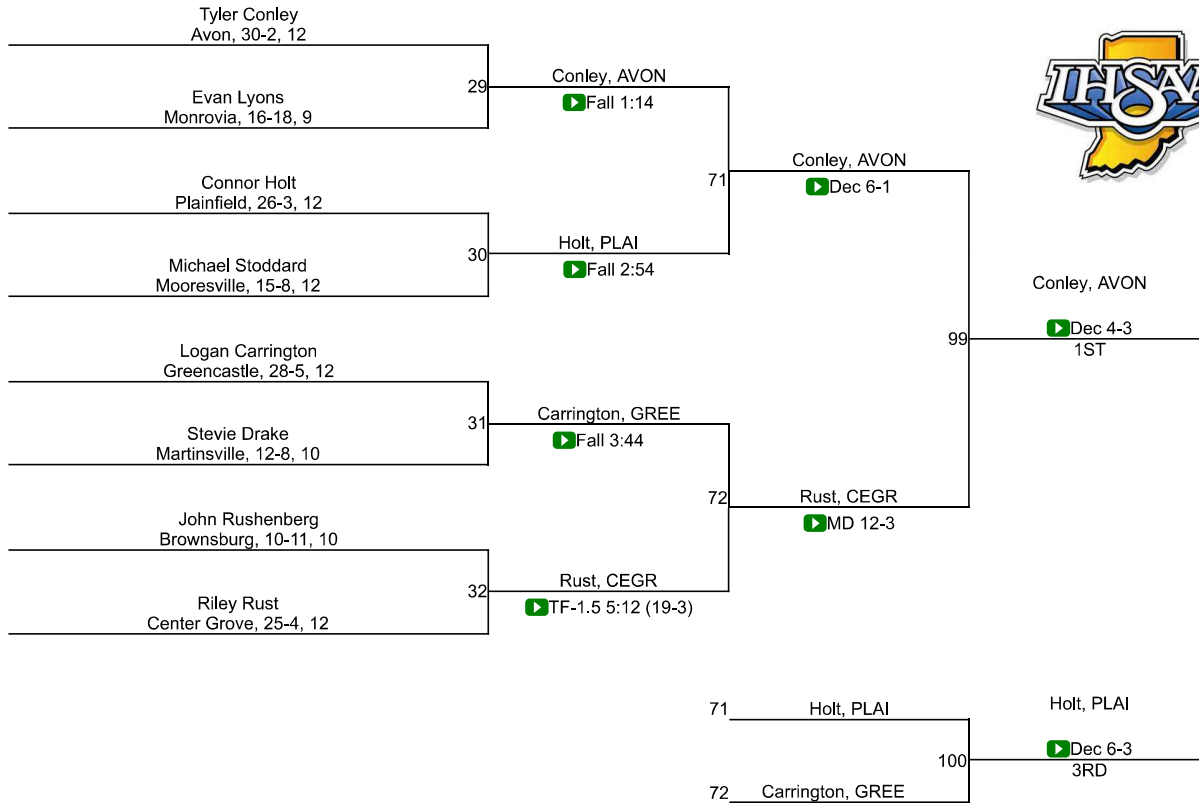 Tyler Conley
Avon, 30-2, 12
Evan Lyons
Monrovia, 16-18, 9
Connor Holt
Plainfield, 26-3, 12
Michael Stoddard
Mooresville, 15-8, 12
Logan Carrington
Greencastle, 28-5, 12
Stevie Drake
Martinsville, 12-8, 10
John Rushenberg
Brownsburg, 10-11, 10
Riley Rust
Center Grove, 25-4, 12
29
Conley, AVON
Fall 1:14
30
Holt, PLAI
Fall 2:54
31
Carrington, GREE
Fall 3:44
32
Rust, CEGR
TF-1.5 5:12 (19-3)
71
Conley, AVON
Dec 6-1
72
Rust, CEGR
MD 12-3
IHSAA
99
Conley, AVON
Dec 4-3
1ST
71
Holt, PLAI
72
Carrington, GREE
100
Holt, PLAI
Dec 6-3
3RD